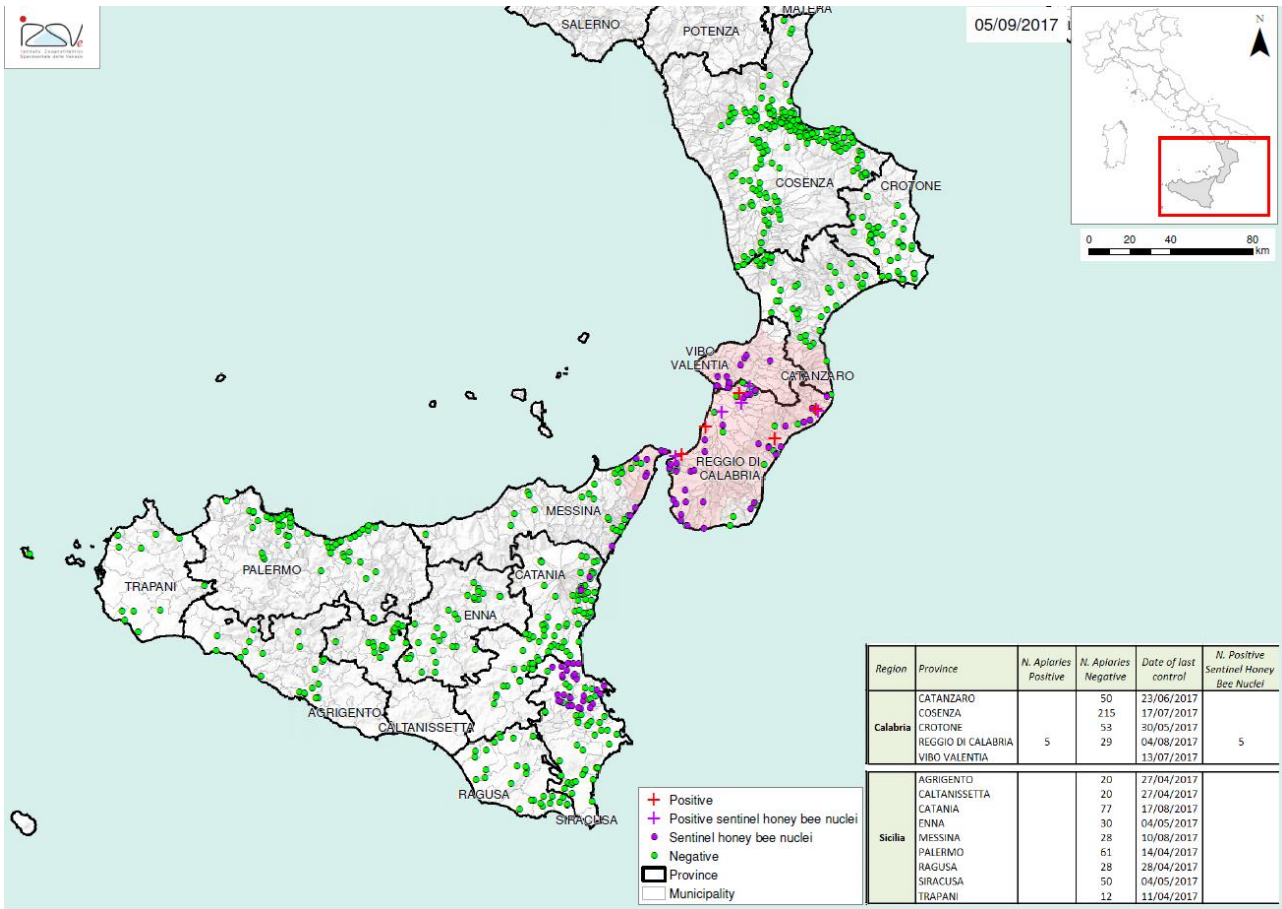 IZSVe
Istituto Zooprofilattico
Sperimentale delle Venezie
MATERA
SALERNO
POTENZA
05/09/2017
N
COSENZA
CROTONE
0 20 40 80
km
VIBO
VALENTIA
CATANZARO
REGGIO DI
CALABRIA
MESSINA
PALERMO
CATANIA
TRAPANI
ENNA
AGRIGENTO
CALTANISSETTA
RAGUSA
SIRACUSA
Positive
Positive sentinel honey bee nuclei
Sentinel honey bee nuclei
Negative
Province
Municipality
Region Province N. Apiaries Positive N. Apiaries Negative Date of last control N. Positive Sentinel Honey Bee Nuclei
Calabria
CATANZARO 50 23/06/2017
COSENZA 215 17/07/2017
CROTONE 53 30/05/2017
REGGIO DI CALABRIA 5 29 04/08/2017 5
VIBO VALENTIA 13/07/2017
Sicilia
AGRIGENTO 20 27/04/2017
CALTANISSETTA 20 27/04/2017
CATANIA 77 17/08/2017
ENNA 30 04/05/2017
MESSINA 28 10/08/2017
PALERMO 61 14/04/2017
RAGUSA 28 28/04/2017
SIRACUSA 50 04/05/2017
TRAPANI 12 11/04/2017